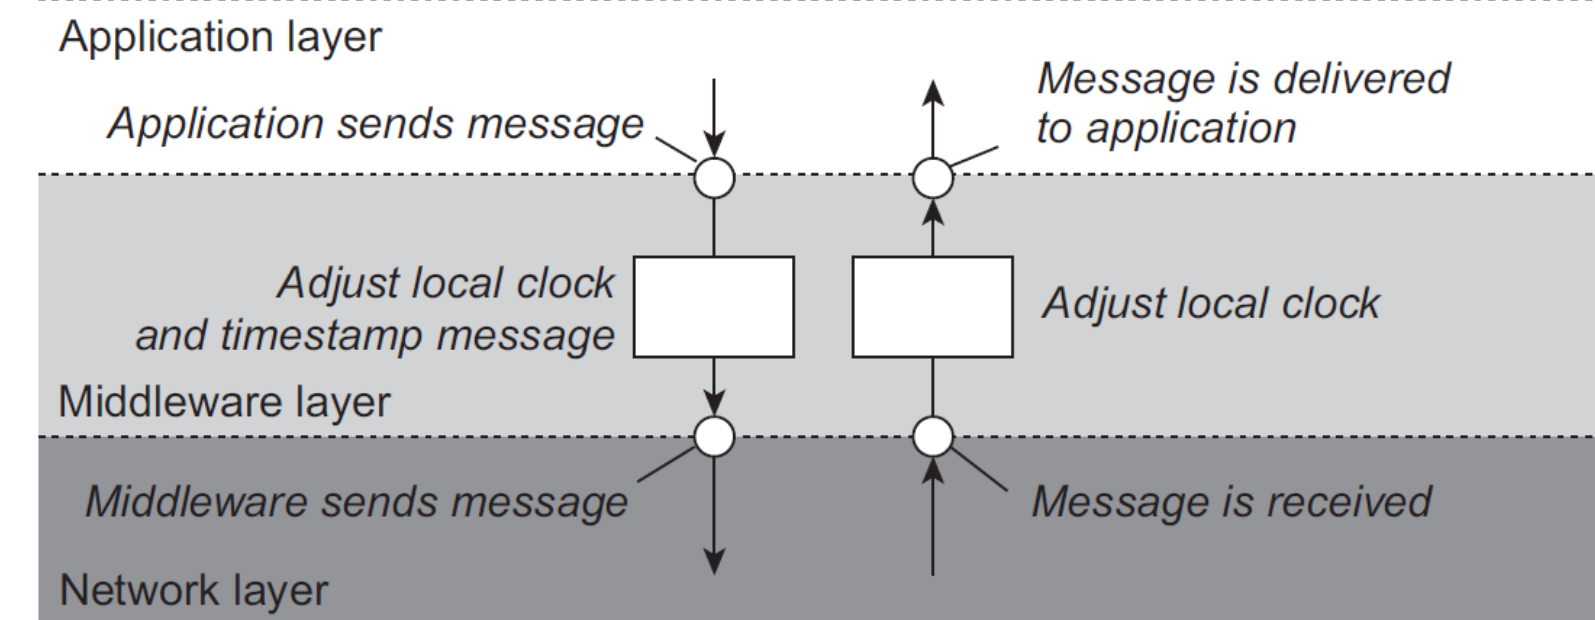 Application layer
Application sends message
Message is delivered
to application
Adjust local clock
and timestamp message
Adjust local clock
Middleware layer
Middleware sends message
Message is received
Network layer